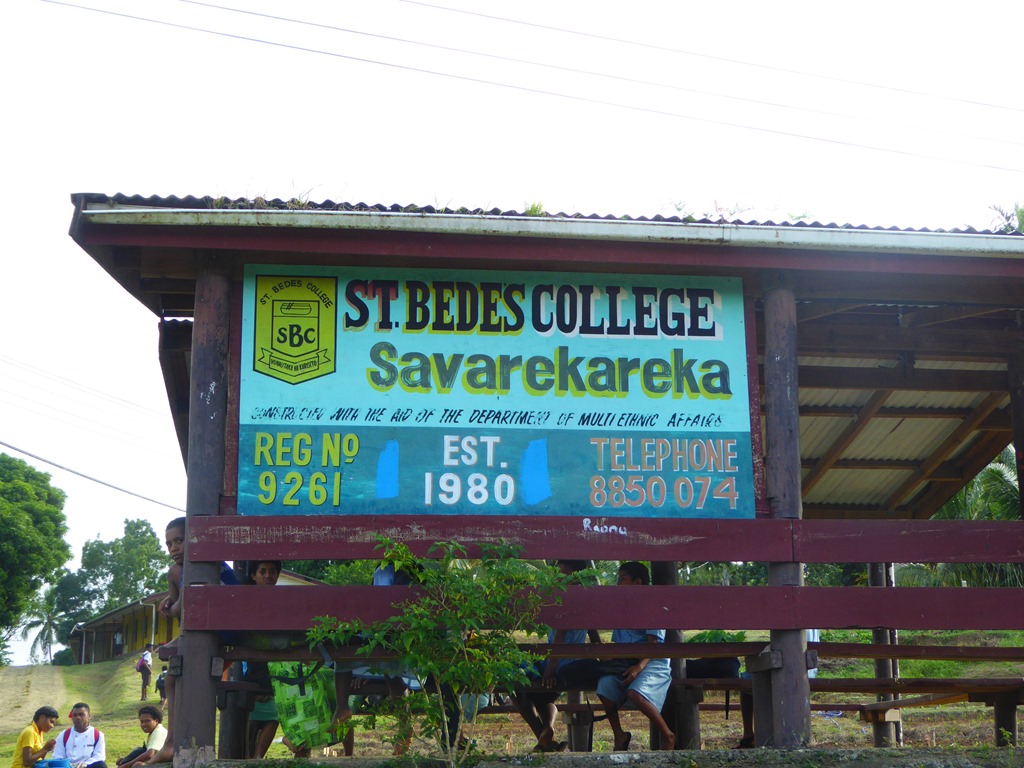 ST. BEDES COLLEGE
SBC
ST. BEDES COLLEGE
Savarekareka
CONSTRUCTED WITH THE AID OF THE DEPARTMENT OF MULTI ETHNIC AFFAIRS
REG Nº EST. TELEPHONE
9261 1980 8850 074